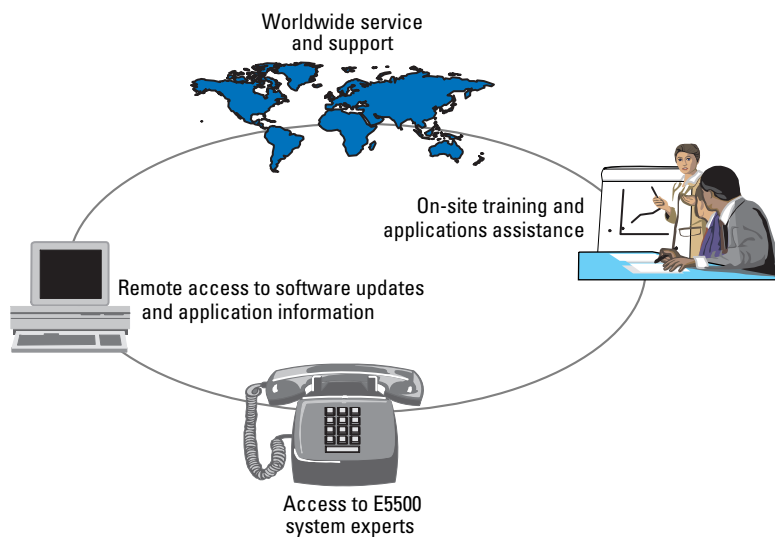 Worldwide service
and support
On-site training and
applications assistance
Remote access to software updates
and application information
Access to E5500
system experts